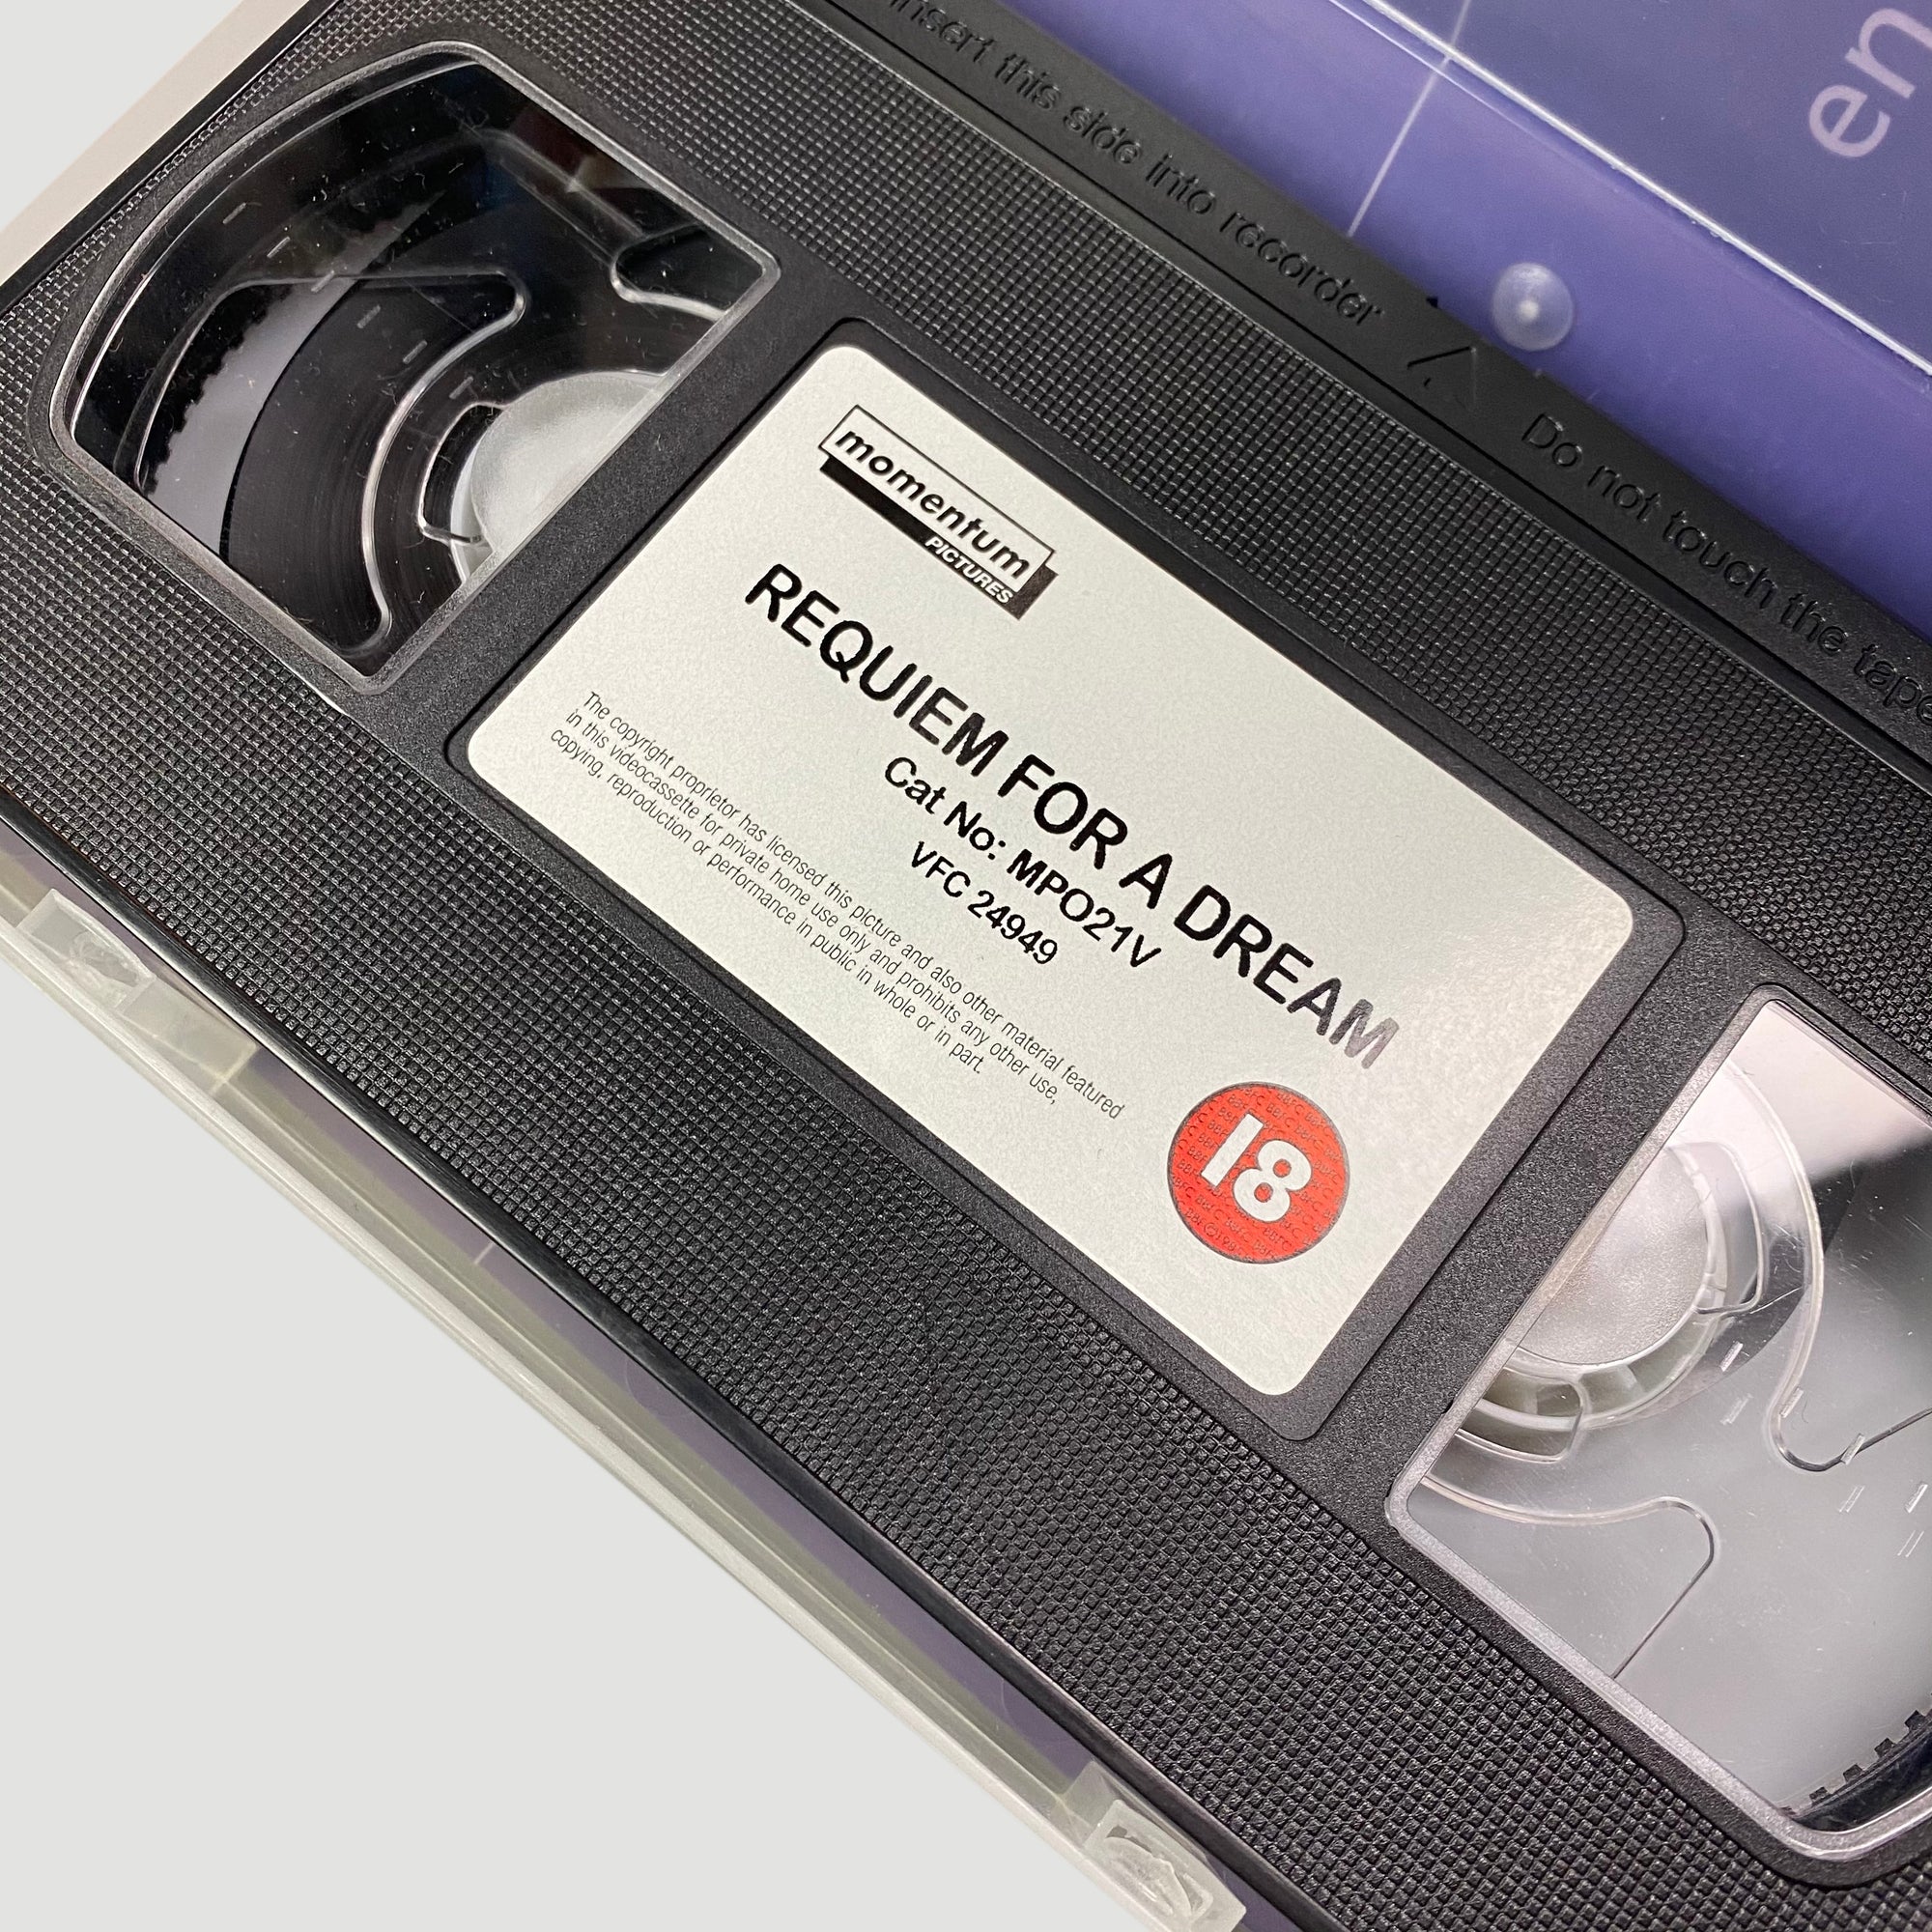 en
insert this side into recorder
Do not touch the tape
momentum
PICTURES
REQUIEM FOR A DREAM
Cat No: MPO21V
VFC 24949
The copyright proprietor has licensed this picture and also other material featured
in this videocassette for private home use only and prohibits any other use,
copying, reproduction or performance in public in whole or in part.
18